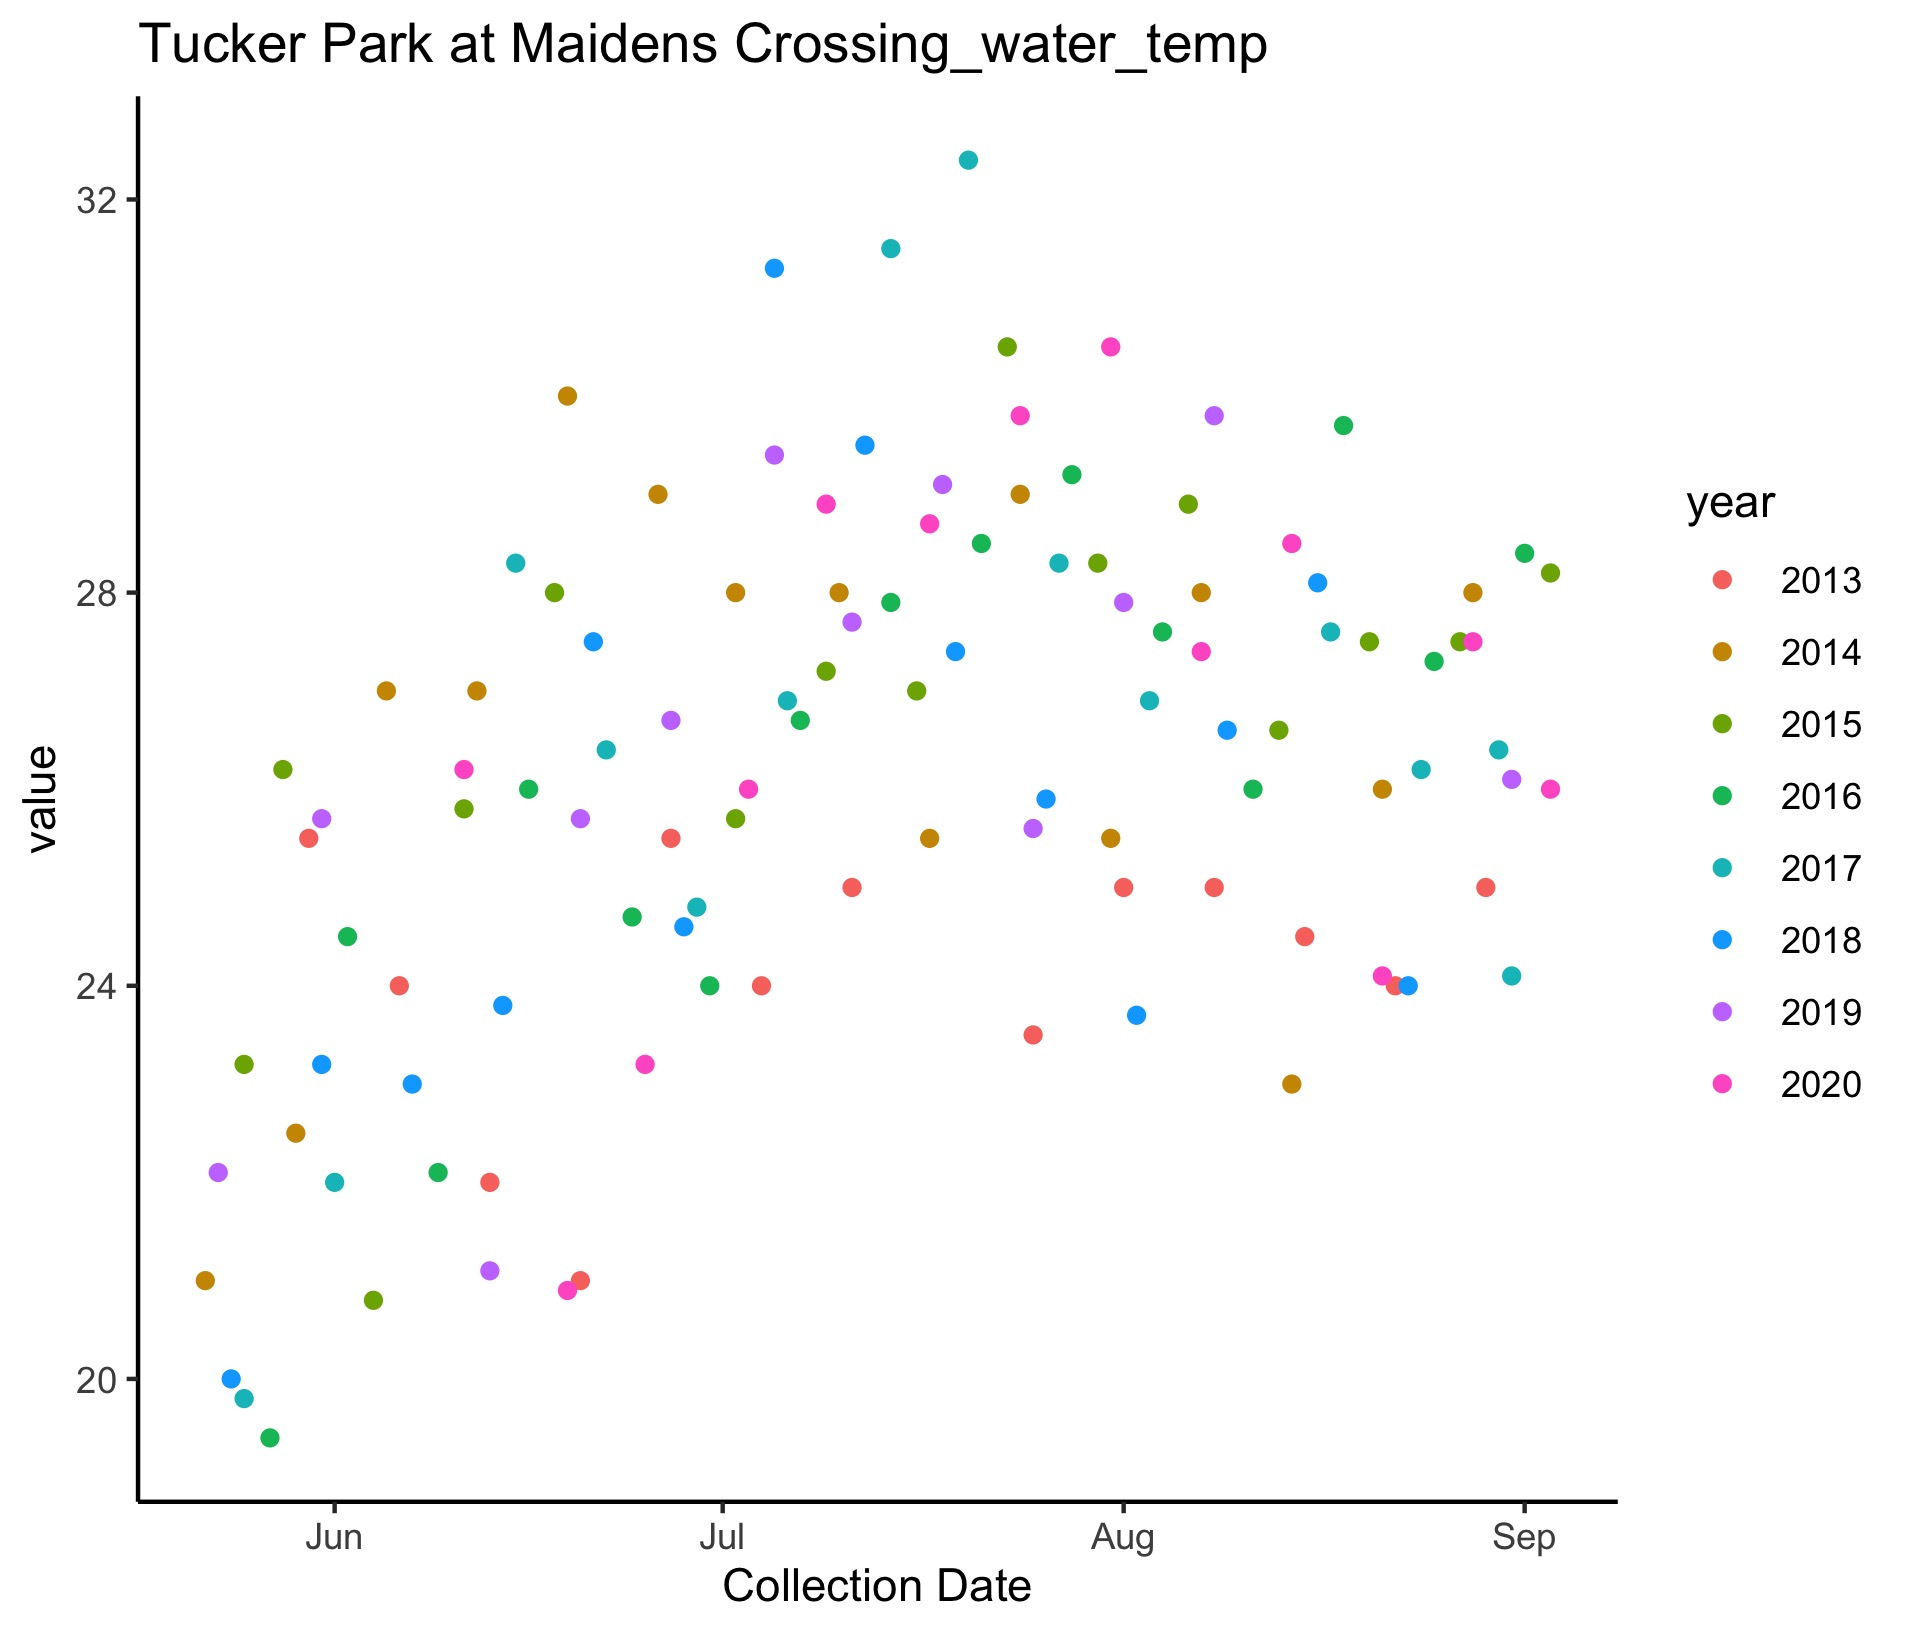 Tucker Park at Maidens Crossing_water_temp
value
32
28
24
20
Jun Jul Aug Sep
Collection Date
year
2013
2014
2015
2016
2017
2018
2019
2020